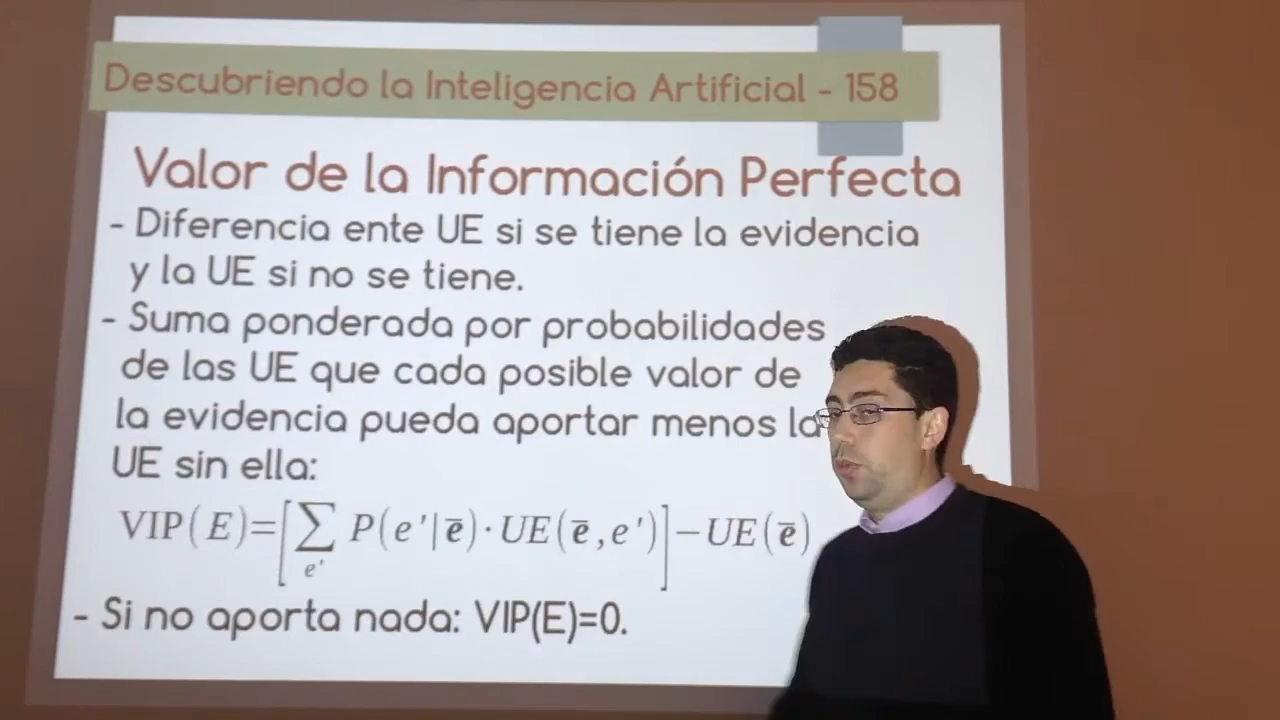 Descubriendo la Inteligencia Artificial - 158
Valor de la Información Perfecta
- Diferencia ente UE si se tiene la evidencia
y la UE si no se tiene.
- Suma ponderada por probabilidades
de las UE que cada posible valor de
la evidencia pueda aportar menos la
UE sin ella:
VIP(E)=[∑ P(e'|ē)·UE(ē,e')]−UE(ē)
e'
- Si no aporta nada: VIP(E)=0.